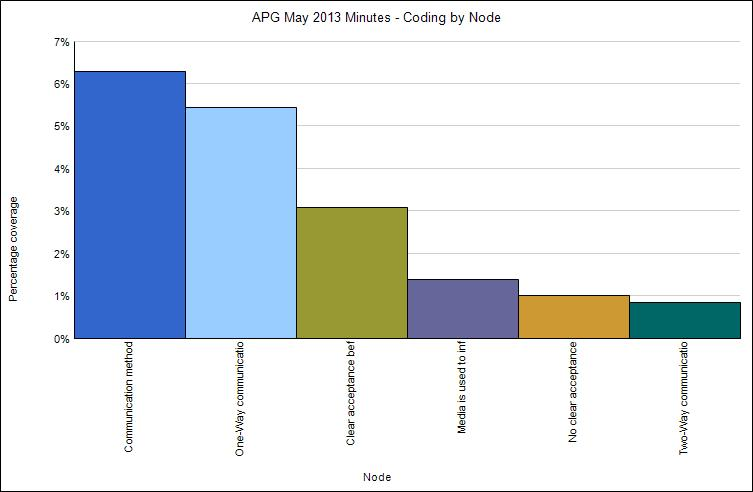 APG May 2013 Minutes - Coding by Node
7%
6%
5%
4%
3%
2%
1%
0%
Percentage coverage
Communication method
One-Way communicatio
Clear acceptance bef
Media is used to inf
No clear acceptance
Two-Way communicatio
Node